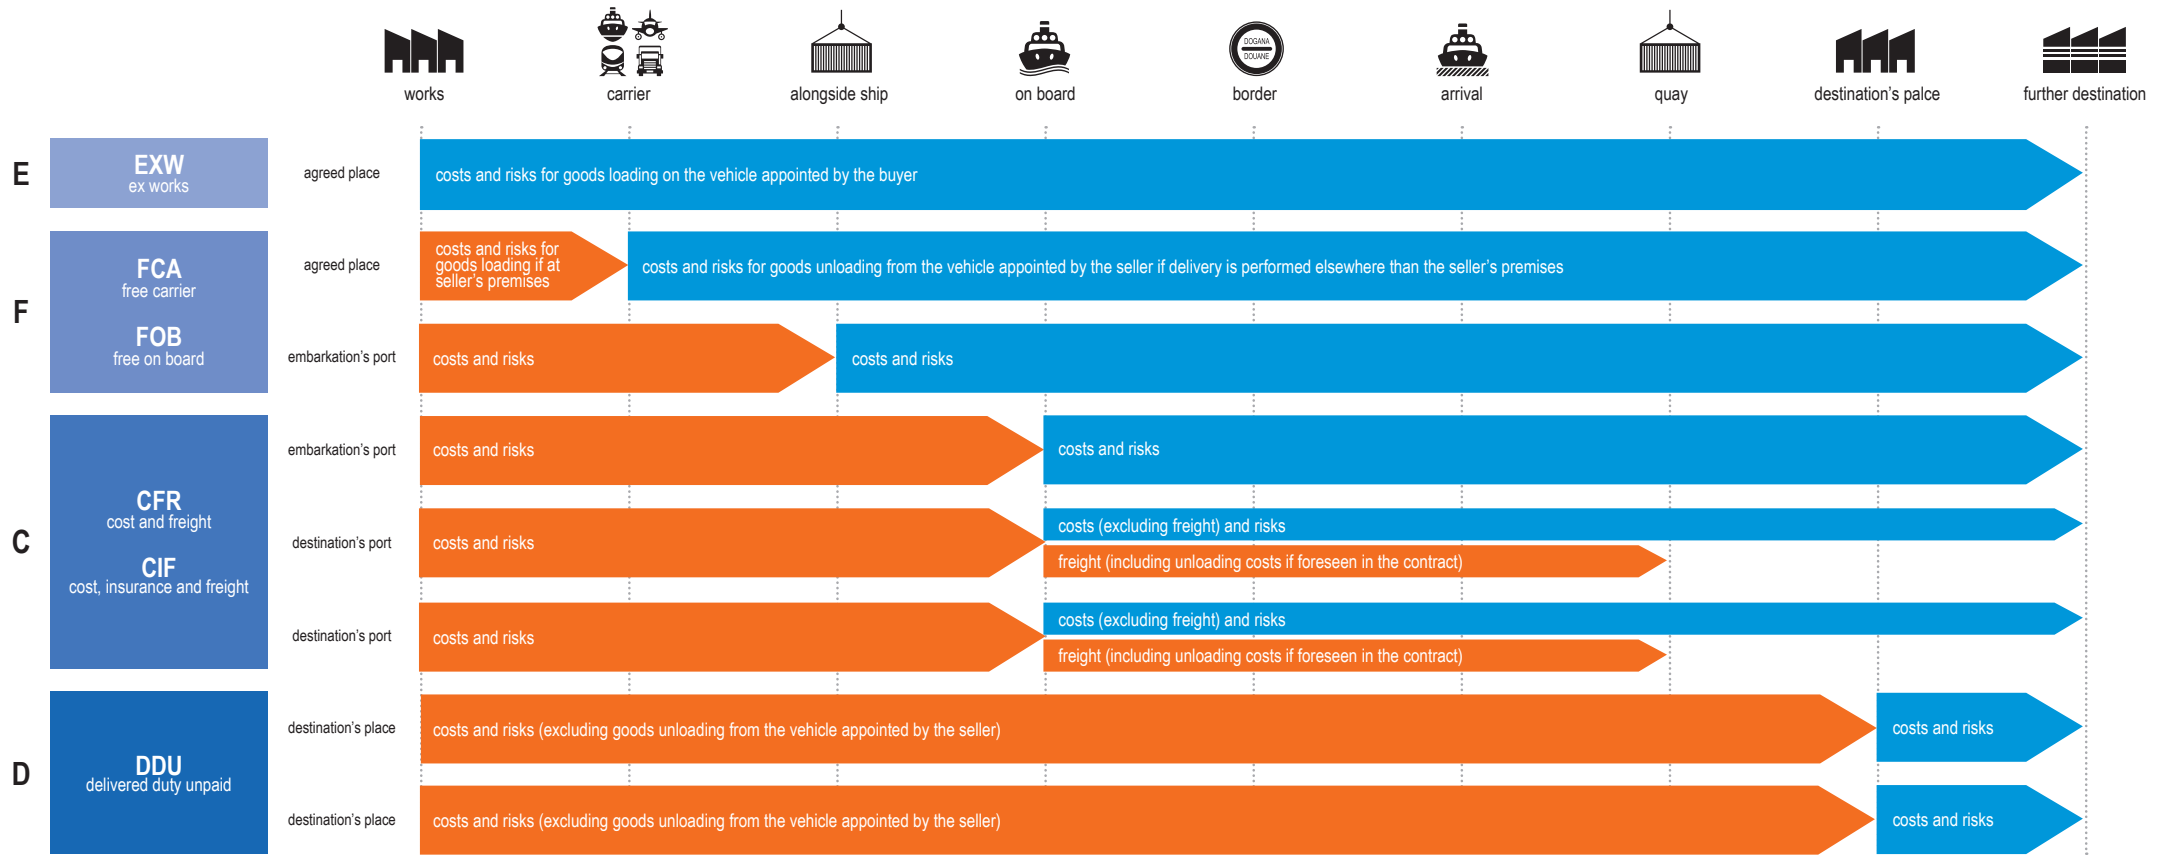 DOGANA
DOUANE
works
carrier
alongside ship
on board
border
arrival
quay
destination's palce
further destination
E
EXW
ex works
agreed place
costs and risks for goods loading on the vehicle appointed by the buyer
F
FCA
free carrier
agreed place
costs and risks for
goods loading if at
seller's premises
costs and risks for goods unloading from the vehicle appointed by the seller if delivery is performed elsewhere than the seller's premises
FOB
free on board
embarkation's port
costs and risks
costs and risks
C
embarkation's port
costs and risks
costs and risks
CFR
cost and freight
destination's port
costs and risks
costs (excluding freight) and risks
freight (including unloading costs if foreseen in the contract)
CIF
cost, insurance and freight
destination's port
costs and risks
costs (excluding freight) and risks
freight (including unloading costs if foreseen in the contract)
D
DDU
delivered duty unpaid
destination's place
costs and risks (excluding goods unloading from the vehicle appointed by the seller)
costs and risks
destination's place
costs and risks (excluding goods unloading from the vehicle appointed by the seller)
costs and risks